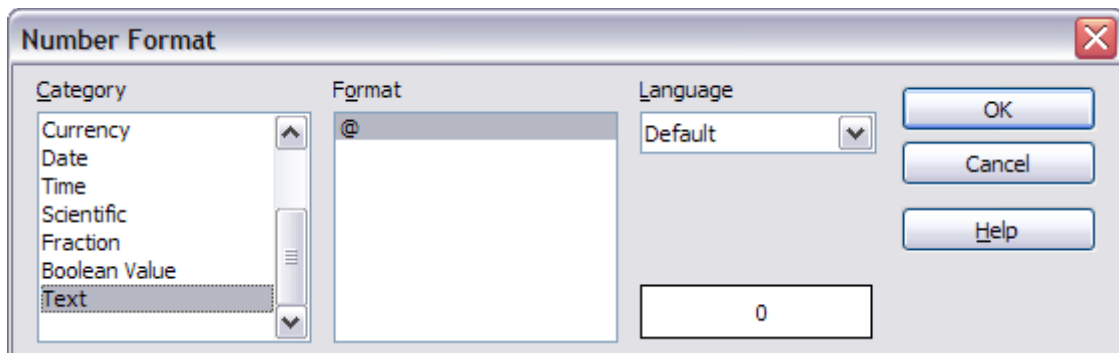 Number Format
Category
Format
Language
Currency
Date
Time
Scientific
Fraction
Boolean Value
Text
@
Default
0
OK
Cancel
Help